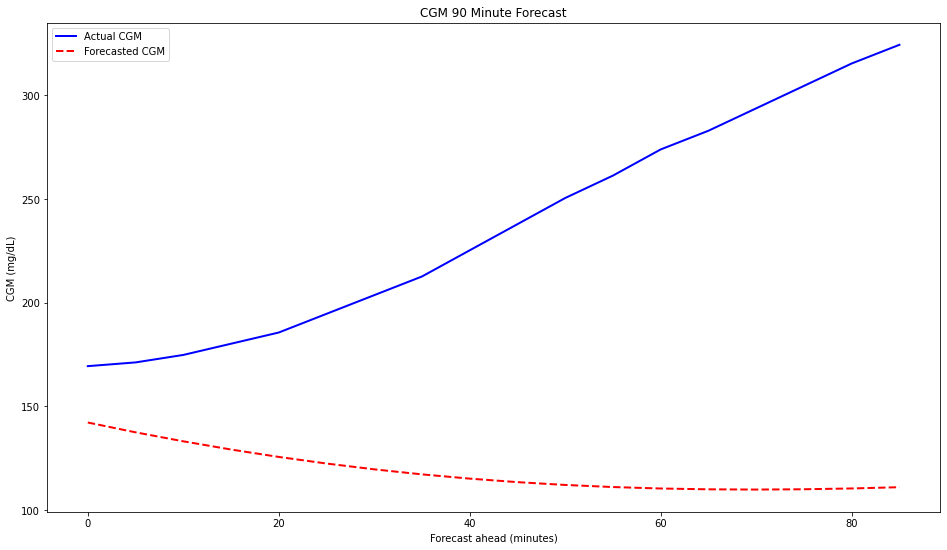 CGM 90 Minute Forecast
Actual CGM
Forecasted CGM
300
250
200
150
100
CGM (mg/dL)
0 20 40 60 80
Forecast ahead (minutes)